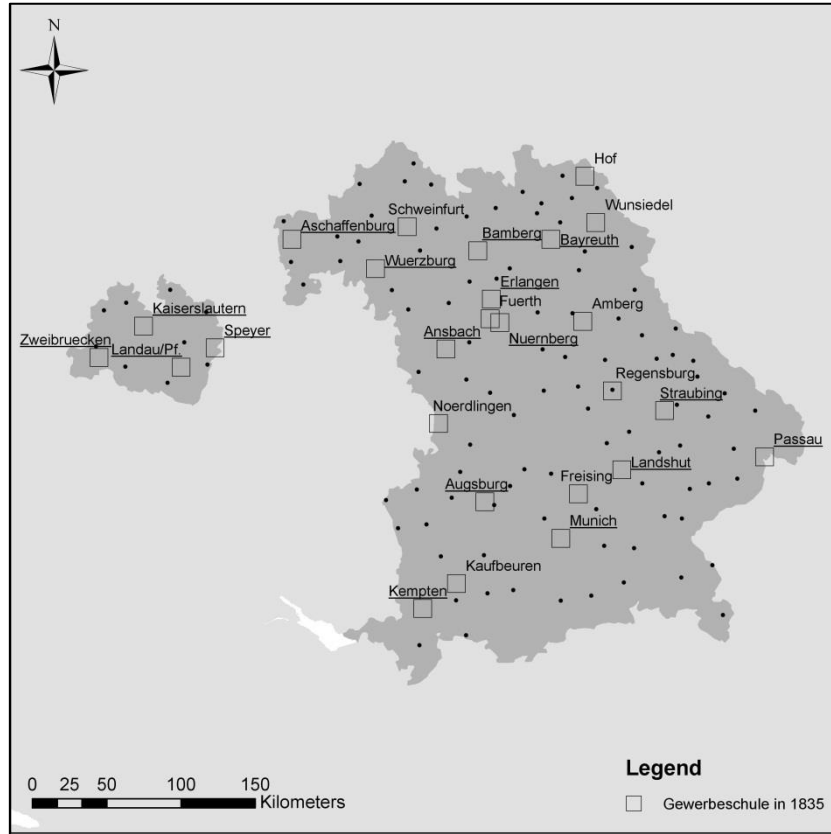 N
Hof
Wunsiedel
Schweinfurt
Aschaffenburg
Bamberg
Bayreuth
Wuerzburg
Erlangen
Fuerth
Amberg
Kaiserslautern
Speyer
Zweibruecken
Landau/Pf.
Ansbach
Nuernberg
Regensburg
Straubing
Noerdlingen
Passau
Landshut
Augsburg
Freising
Munich
Kaufbeuren
Kempten
0 25 50 100 150
Kilometers
Legend
Gewerbeschule in 1835